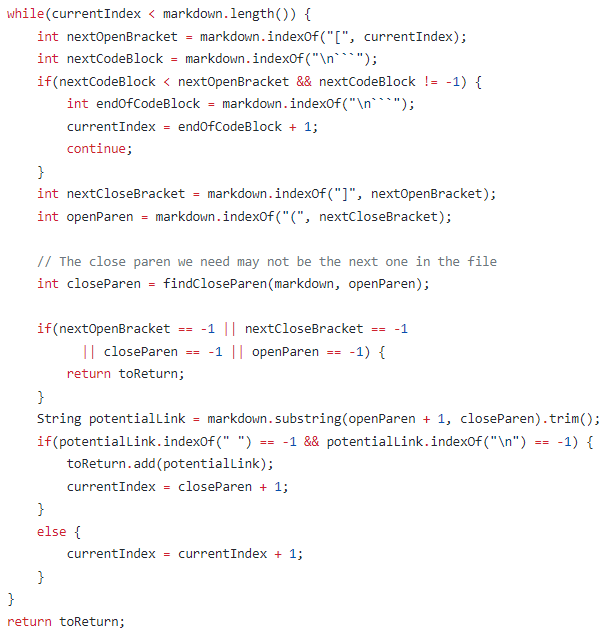 while(currentIndex < markdown.length()) {
    int nextOpenBracket = markdown.indexOf("[", currentIndex);
    int nextCodeBlock = markdown.indexOf("\n```");
    if(nextCodeBlock < nextOpenBracket && nextCodeBlock != -1) {
        int endOfCodeBlock = markdown.indexOf("\n```");
        currentIndex = endOfCodeBlock + 1;
        continue;
    }
    int nextCloseBracket = markdown.indexOf("]", nextOpenBracket);
    int openParen = markdown.indexOf("(", nextCloseBracket);

    // The close paren we need may not be the next one in the file
    int closeParen = findCloseParen(markdown, openParen);

    if(nextOpenBracket == -1 || nextCloseBracket == -1
          || closeParen == -1 || openParen == -1) {
        return toReturn;
    }
    String potentialLink = markdown.substring(openParen + 1, closeParen).trim();
    if(potentialLink.indexOf(" ") == -1 && potentialLink.indexOf("\n") == -1) {
        toReturn.add(potentialLink);
        currentIndex = closeParen + 1;
    }
    else {
        currentIndex = currentIndex + 1;
    }
}
return toReturn;